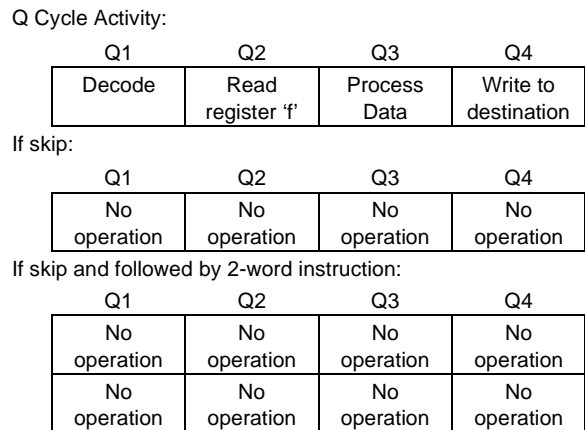 Q Cycle Activity:
Q1 Q2 Q3 Q4
Decode Read Process Write to
register ‘f’ Data destination
If skip:
Q1 Q2 Q3 Q4
No No No No
operation operation operation operation
If skip and followed by 2-word instruction:
Q1 Q2 Q3 Q4
No No No No
operation operation operation operation
No No No No
operation operation operation operation